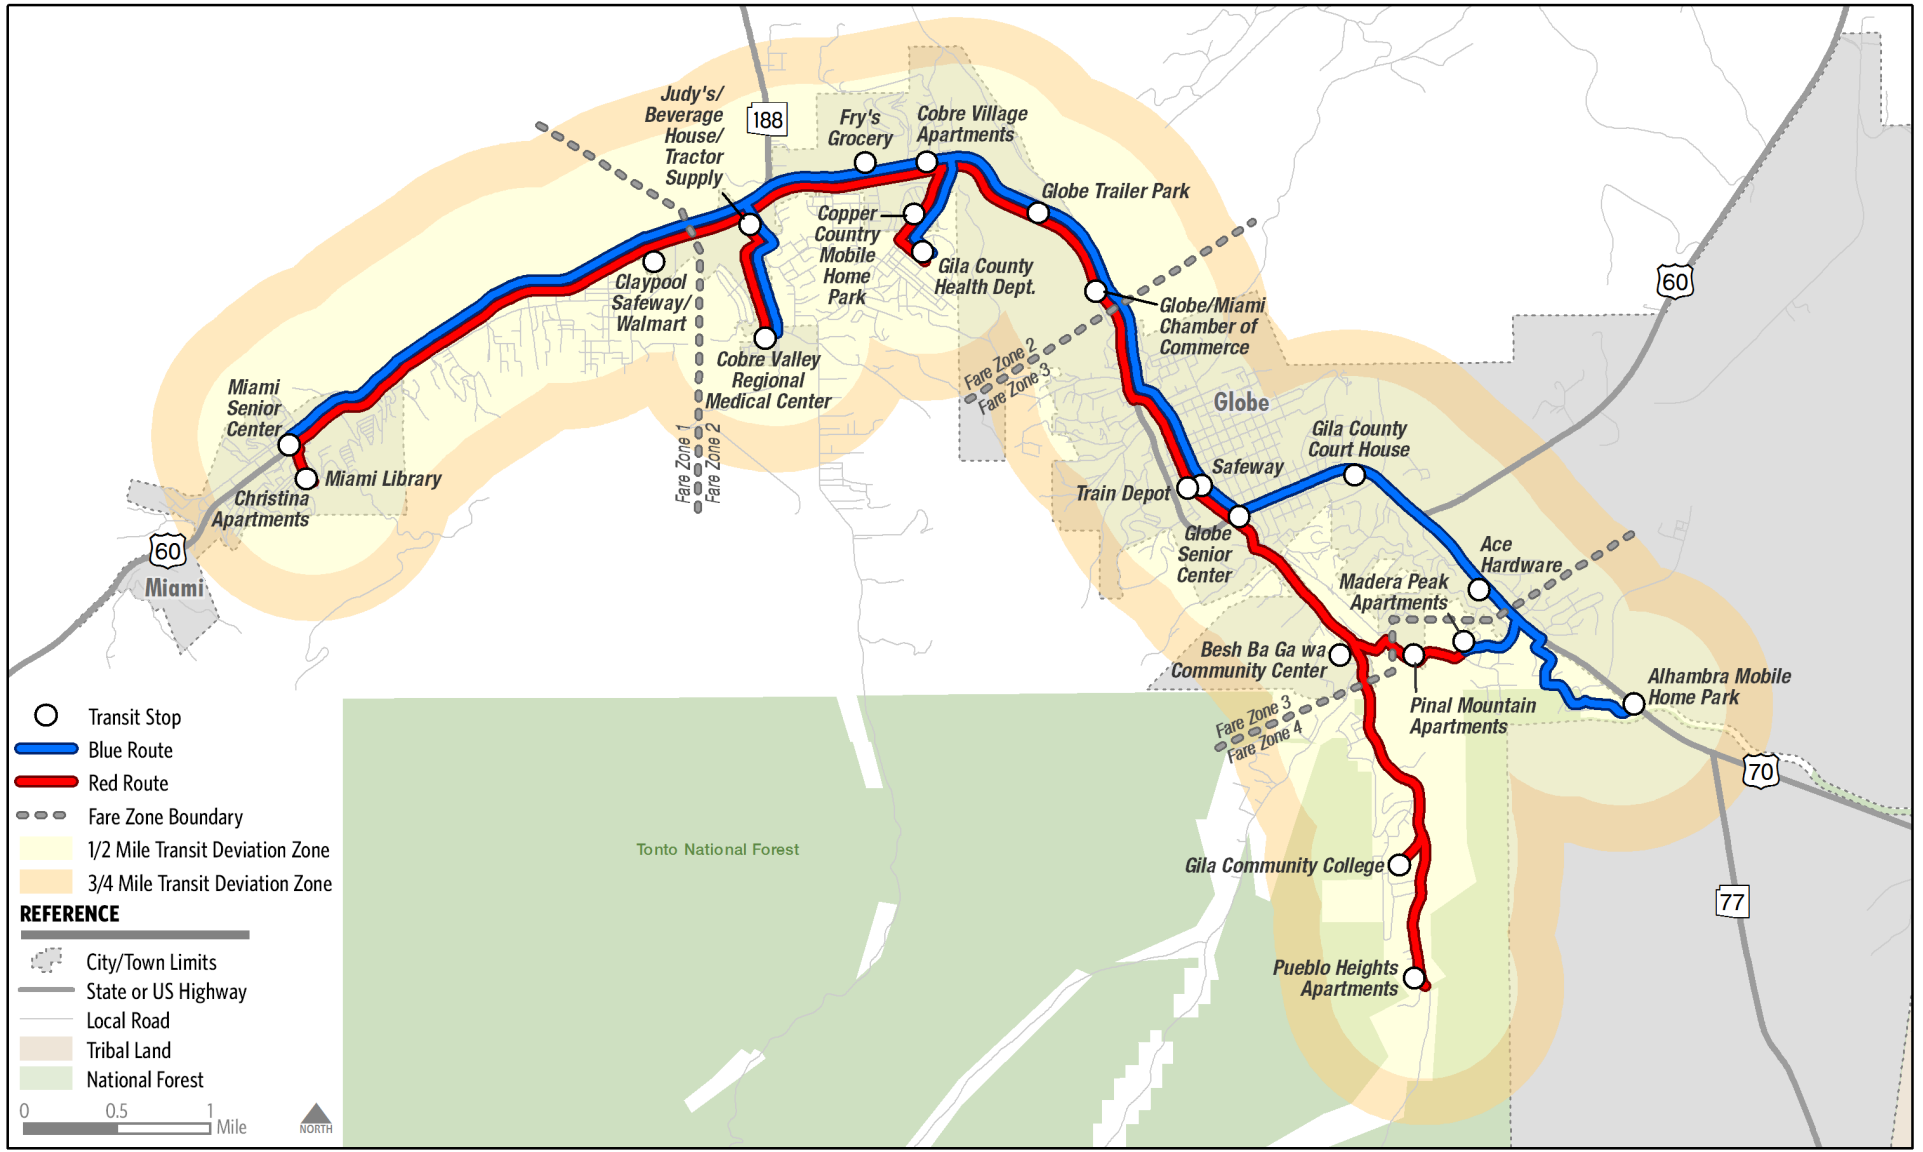 Judy's/
Beverage
House/
Tractor
Supply
188
Fry's
Grocery
Cobre Village
Apartments
Globe Trailer Park
Copper
Country
Mobile
Home
Park
Gila County
Health Dept.
60
Claypool
Safeway/
Walmart
Globe/Miami
Chamber of
Commerce
Fare Zone 2
Fare Zone 3
Cobre Valley
Regional
Medical Center
Miami
Senior
Center
Globe
Fare Zone 1
Fare Zone 2
Gila County
Court House
Miami Library
Christina
Apartments
Safeway
Train Depot
Globe
Senior
Center
60
Miami
Ace
Hardware
Madera Peak
Apartments
Besh Ba Ga wa
Community Center
Alhambra Mobile
Home Park
Pinal Mountain
Apartments
Fare Zone 3
Fare Zone 4
70
Tonto National Forest
Gila Community College
77
Pueblo Heights
Apartments
Transit Stop
Blue Route
Red Route
Fare Zone Boundary
1/2 Mile Transit Deviation Zone
3/4 Mile Transit Deviation Zone
REFERENCE
City/Town Limits
State or US Highway
Local Road
Tribal Land
National Forest
0 0.5 1
Mile
NORTH